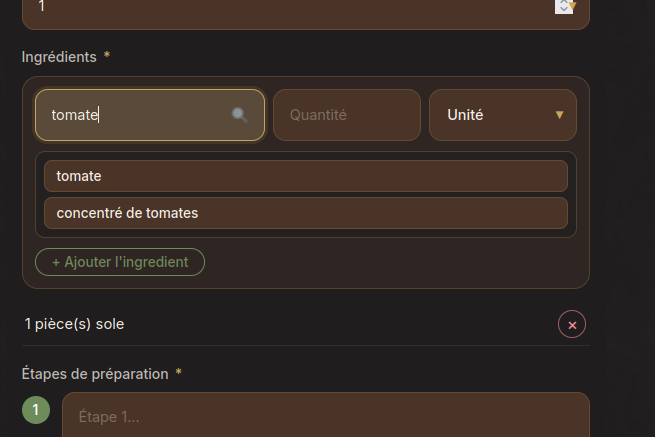 1
Ingrédients *
tomate Quantité Unité
tomate
concentré de tomates
+ Ajouter l'ingredient
1 pièce(s) sole
Étapes de préparation *
1 Étape 1...